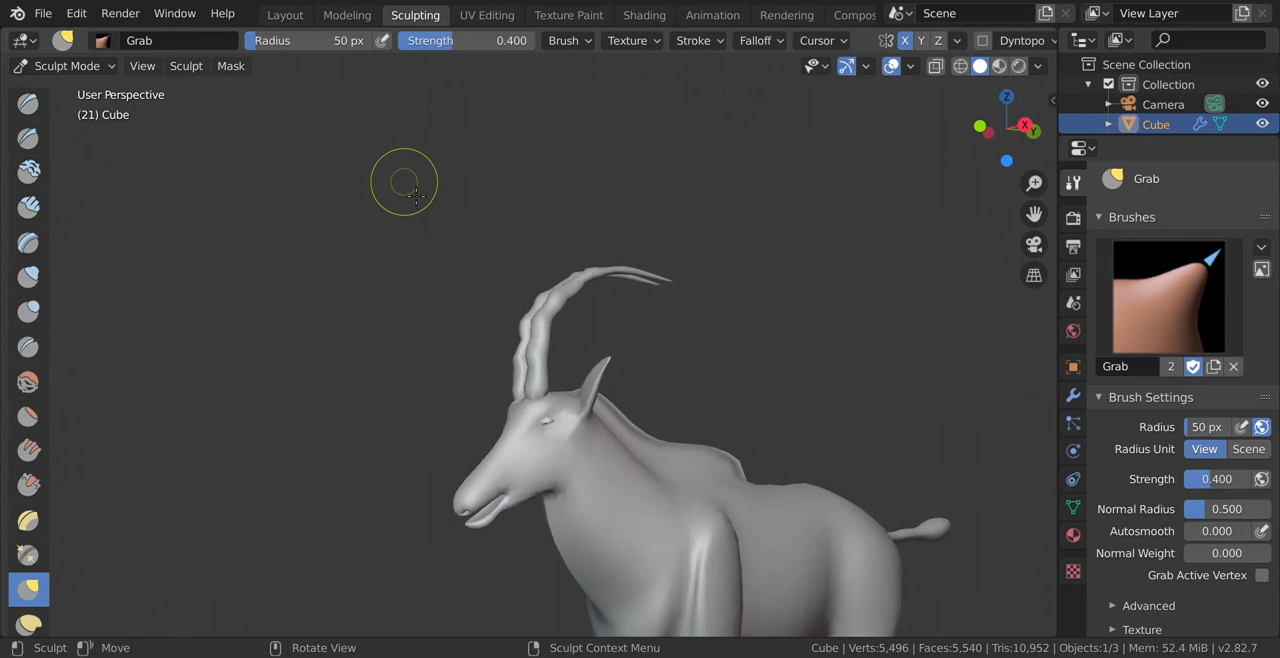 File Edit Render Window Help Layout Modeling Sculpting UV Editing Texture Paint Shading Animation Rendering Compos Scene View Layer
Grab Radius 50 px Strength 0.400 Brush Texture Stroke Falloff Cursor X Y Z Dyntopo
Sculpt Mode View Sculpt Mask
Scene Collection
Collection
Camera
Cube
User Perspective
(21) Cube
Z
X
Y
Grab
Brushes
Grab 2
Brush Settings
Radius 50 px
Radius Unit View Scene
Strength 0.400
Normal Radius 0.500
Autosmooth 0.000
Normal Weight 0.000
Grab Active Vertex
Advanced
Texture
Sculpt Move Rotate View Sculpt Context Menu Cube | Verts:5,496 | Faces:5,540 | Tris:10,952 | Objects:1/3 | Mem: 52.4 MiB | v2.82.7